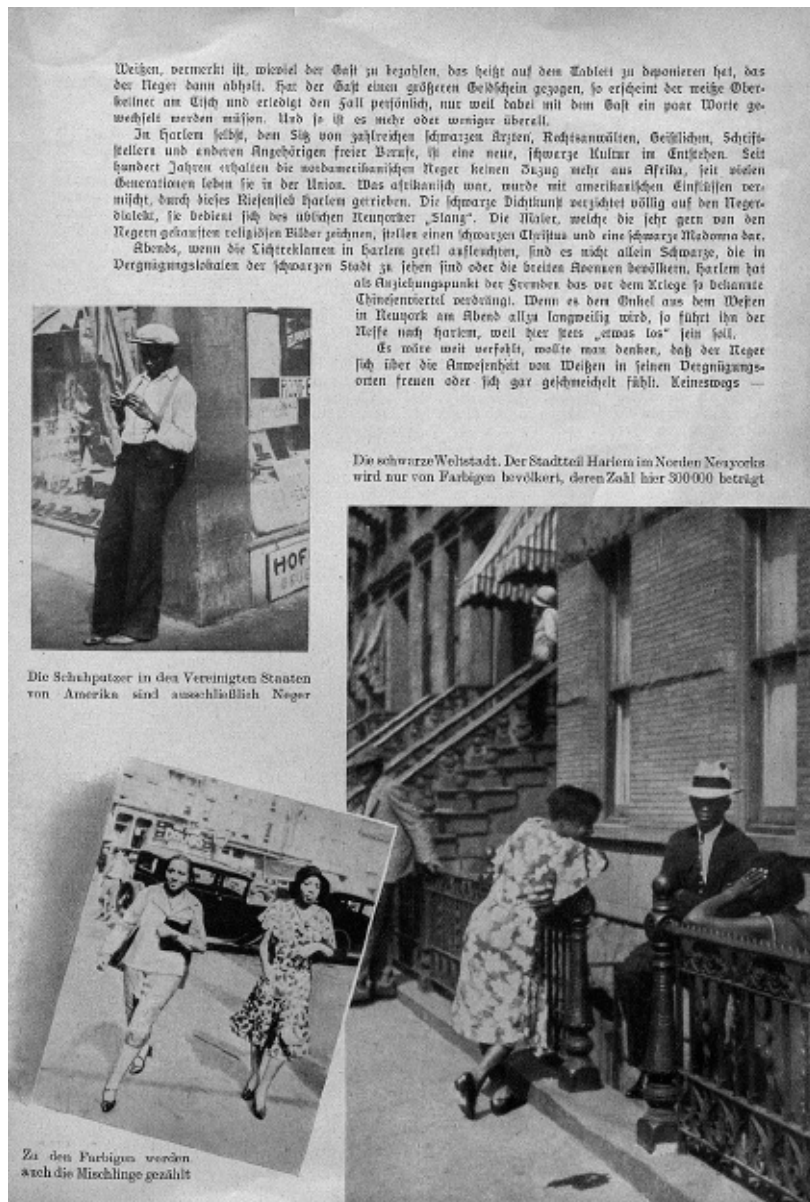 Weißen, vermerkt ist, wieviel der Gast zu bezahlen, das heißt auf dem Tablett zu deponieren hat, das
der Neger dann abholt. Hat der Gast einen größeren Geldschein gezogen, so erscheint der weiße Ober-
kellner am Tisch und erledigt den Fall persönlich, nur weil dabei mit dem Gast ein paar Worte ge-
wechselt werden müssen. Und so ist es mehr oder weniger überall.
In Harlem selbst, dem Sitz von zahlreichen schwarzen Ärzten, Rechtsanwälten, Geistlichen, Schrift-
stellern und anderen Angehörigen freier Berufe, ist eine neue, schwarze Kultur im Entstehen. Seit
hundert Jahren erhalten die nordamerikanischen Neger keinen Zuzug mehr aus Afrika, seit vielen
Generationen leben sie in der Union. Was afrikanisch war, wurde mit amerikanischen Einflüssen ver-
mischt, durch dieses Riesensieb Harlem getrieben. Die schwarze Dichtkunst verzichtet völlig auf den Neger-
dialekt, sie bedient sich des üblichen Neuyorker „Slang“. Die Maler, welche die sehr gern von den
Negern gekauften religiösen Bilder zeichnen, stellen einen schwarzen Christus und eine schwarze Madonna dar.
Abends, wenn die Lichtreklamen in Harlem grell aufleuchten, sind es nicht allein Schwarze, die in
Vergnügungslokalen der schwarzen Stadt zu sehen sind oder die breiten Avenuen bevölkern. Harlem hat
als Anziehungspunkt der Fremden das vor dem Kriege so bekannte
Chinesenviertel verdrängt. Wenn es dem Onkel aus dem Westen
in Neuyork am Abend allzu langweilig wird, so führt ihn der
Neffe nach Harlem, weil hier stets „etwas los“ sein soll.
Es wäre weit verfehlt, wollte man denken, daß der Neger
sich über die Anwesenheit von Weißen in seinen Vergnügungs-
orten freuen oder sich gar geschmeichelt fühlt. Keineswegs —
Die schwarze Weltstadt. Der Stadtteil Harlem im Norden Neuyorks
wird nur von Farbigen bevölkert, deren Zahl hier 300000 beträgt
HOF
Die Schuhputzer in den Vereinigten Staaten
von Amerika sind ausschließlich Neger
Zu den Farbigen werden
auch die Mischlinge gezählt